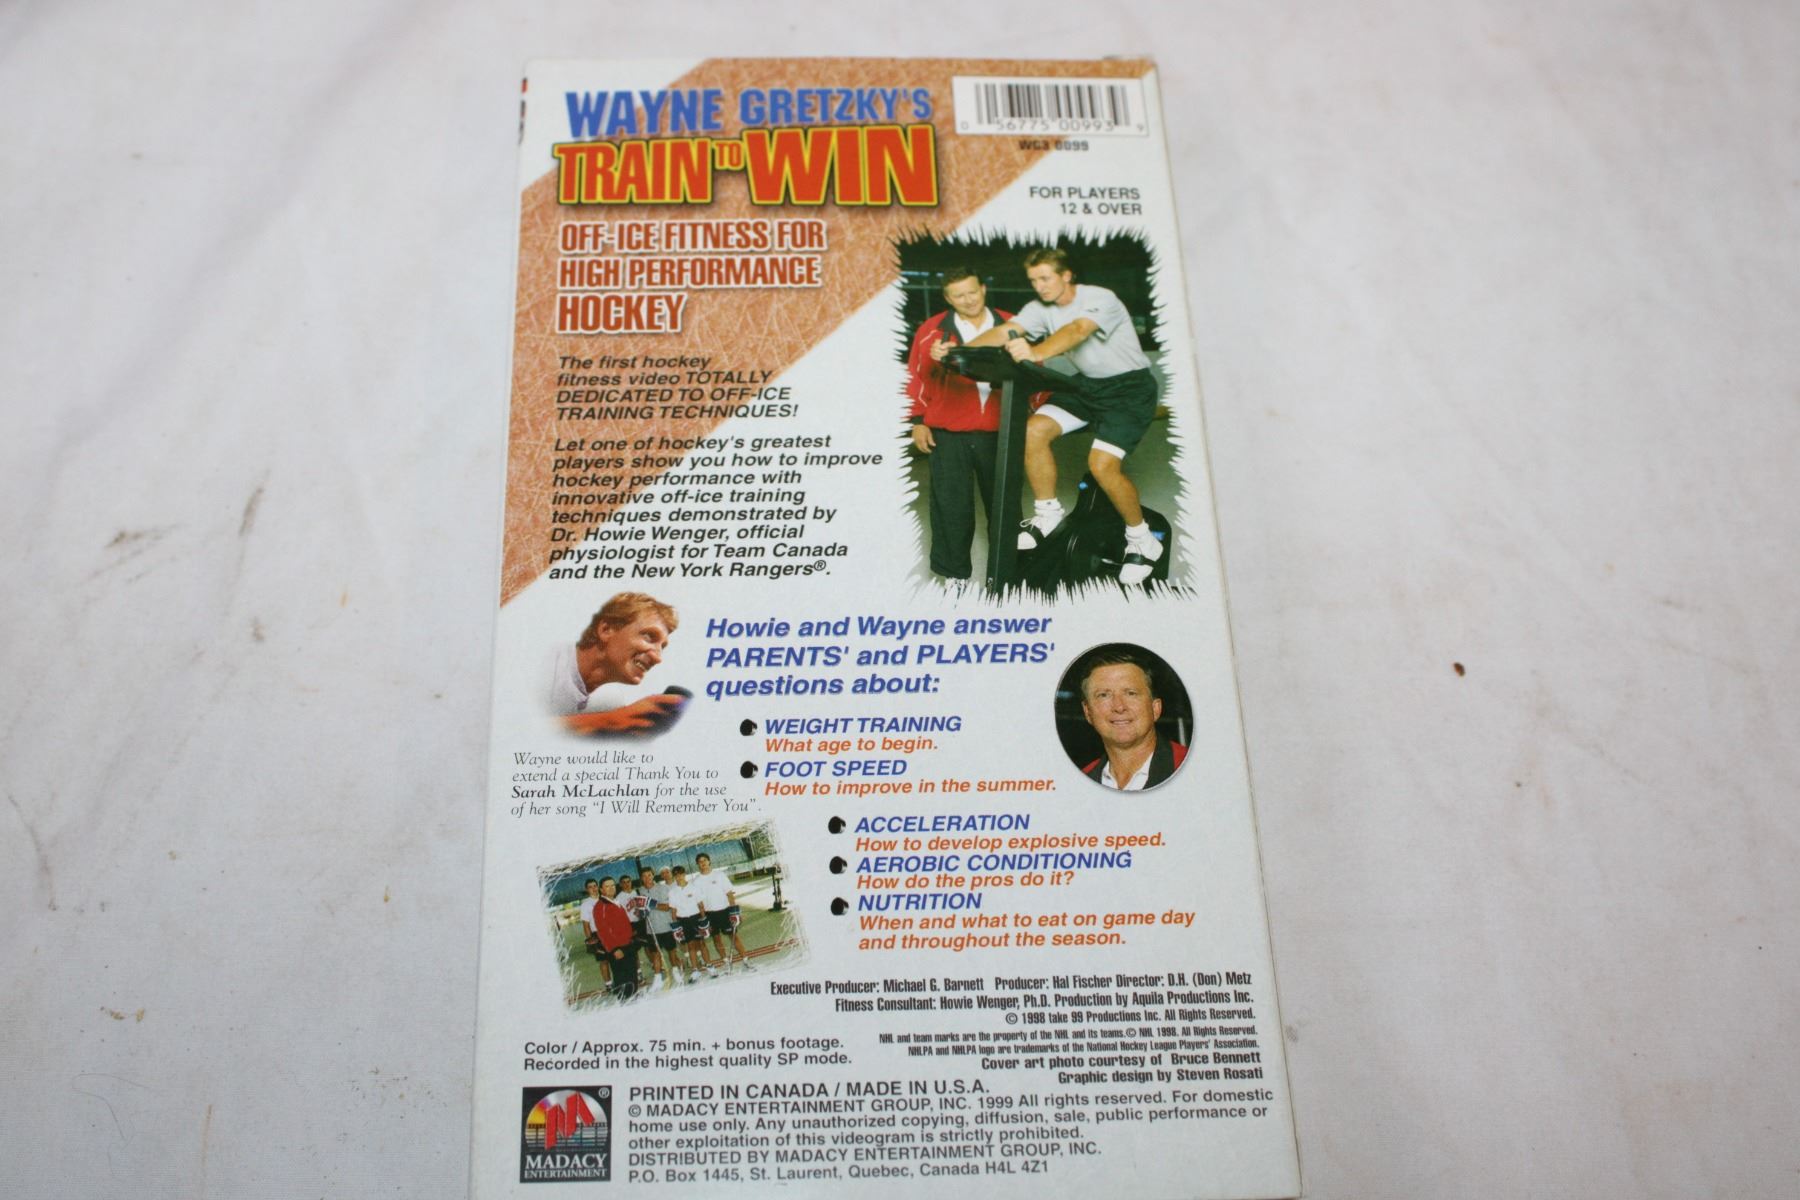 WAYNE GRETZKY'S
TRAIN TO WIN
0 56775 00993 9
WG3 0099
FOR PLAYERS
12 & OVER
OFF-ICE FITNESS FOR
HIGH PERFORMANCE
HOCKEY
The first hockey
fitness video TOTALLY
DEDICATED TO OFF-ICE
TRAINING TECHNIQUES!
Let one of hockey's greatest
players show you how to improve
hockey performance with
innovative off-ice training
techniques demonstrated by
Dr. Howie Wenger, official
physiologist for Team Canada
and the New York Rangers®.
Howie and Wayne answer
PARENTS' and PLAYERS'
questions about:
WEIGHT TRAINING
What age to begin.
FOOT SPEED
How to improve in the summer.
Wayne would like to
extend a special Thank You to
Sarah McLachlan for the use
of her song “I Will Remember You”.
ACCELERATION
How to develop explosive speed.
AEROBIC CONDITIONING
How do the pros do it?
NUTRITION
When and what to eat on game day
and throughout the season.
Executive Producer: Michael G. Barnett Producer: Hal Fischer Director: D.H. (Don) Metz
Fitness Consultant: Howie Wenger, Ph.D. Production by Aquila Productions Inc.
© 1998 take 99 Productions Inc. All Rights Reserved.
NHL and team marks are the property of the NHL and its teams. © NHL 1998. All Rights Reserved.
NHLPA and NHLPA logo are trademarks of the National Hockey League Players' Association.
Cover art photo courtesy of Bruce Bennett
Graphic design by Steven Rosati
Color / Approx. 75 min. + bonus footage.
Recorded in the highest quality SP mode.
PRINTED IN CANADA / MADE IN U.S.A.
© MADACY ENTERTAINMENT GROUP, INC. 1999 All rights reserved. For domestic
home use only. Any unauthorized copying, diffusion, sale, public performance or
other exploitation of this videogram is strictly prohibited.
DISTRIBUTED BY MADACY ENTERTAINMENT GROUP, INC.
P.O. Box 1445, St. Laurent, Quebec, Canada H4L 4Z1
®
MADACY
ENTERTAINMENT